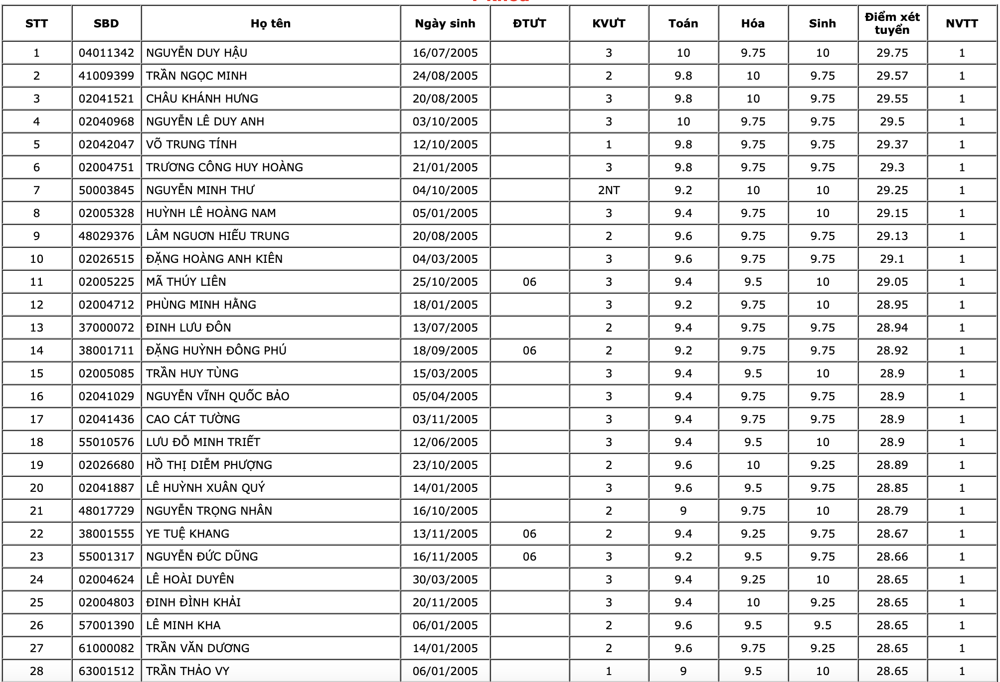 STT SBD Họ tên Ngày sinh ĐTƯT KVƯT Toán Hóa Sinh Điểm xét tuyển NVTT
1 04011342 NGUYỄN DUY HẬU 16/07/2005 3 10 9.75 10 29.75 1
2 41009399 TRẦN NGỌC MINH 24/08/2005 2 9.8 10 9.75 29.57 1
3 02041521 CHÂU KHÁNH HƯNG 20/08/2005 3 9.8 10 9.75 29.55 1
4 02040968 NGUYỄN LÊ DUY ANH 03/10/2005 3 10 9.75 9.75 29.5 1
5 02042047 VÕ TRUNG TÍNH 12/10/2005 1 9.8 9.75 9.75 29.37 1
6 02004751 TRƯƠNG CÔNG HUY HOÀNG 21/01/2005 3 9.8 9.75 9.75 29.3 1
7 50003845 NGUYỄN MINH THƯ 04/10/2005 2NT 9.2 10 10 29.25 1
8 02005328 HUỲNH LÊ HOÀNG NAM 05/01/2005 3 9.4 9.75 10 29.15 1
9 48029376 LÂM NGUƠN HIẾU TRUNG 20/08/2005 2 9.6 9.75 9.75 29.13 1
10 02026515 ĐẶNG HOÀNG ANH KIÊN 04/03/2005 3 9.6 9.75 9.75 29.1 1
11 02005225 MÃ THÚY LIÊN 25/10/2005 06 3 9.4 9.5 10 29.05 1
12 02004712 PHÙNG MINH HẰNG 18/01/2005 3 9.2 9.75 10 28.95 1
13 37000072 ĐINH LƯU ĐÔN 13/07/2005 2 9.4 9.75 9.75 28.94 1
14 38001711 ĐẶNG HUỲNH ĐÔNG PHÚ 18/09/2005 06 2 9.2 9.75 9.75 28.92 1
15 02005085 TRẦN HUY TÙNG 15/03/2005 3 9.4 9.5 10 28.9 1
16 02041029 NGUYỄN VĨNH QUỐC BẢO 05/04/2005 3 9.4 9.75 9.75 28.9 1
17 02041436 CAO CÁT TƯỜNG 03/11/2005 3 9.4 9.75 9.75 28.9 1
18 55010576 LƯU ĐỖ MINH TRIẾT 12/06/2005 3 9.4 9.5 10 28.9 1
19 02026680 HỒ THỊ DIỄM PHƯỢNG 23/10/2005 2 9.6 10 9.25 28.89 1
20 02041887 LÊ HUỲNH XUÂN QUÝ 14/01/2005 3 9.6 9.5 9.75 28.85 1
21 48017729 NGUYỄN TRỌNG NHÂN 16/10/2005 2 9 9.75 10 28.79 1
22 38001555 YE TUỆ KHANG 13/11/2005 06 2 9.4 9.25 9.75 28.67 1
23 55001317 NGUYỄN ĐỨC DŨNG 16/11/2005 06 3 9.2 9.5 9.75 28.66 1
24 02004624 LÊ HOÀI DUYÊN 30/03/2005 3 9.4 9.25 10 28.65 1
25 02004803 ĐINH ĐÌNH KHẢI 20/11/2005 3 9.4 10 9.25 28.65 1
26 57001390 LÊ MINH KHA 06/01/2005 2 9.6 9.5 9.5 28.65 1
27 61000082 TRẦN VĂN DƯƠNG 14/01/2005 2 9.6 9.75 9.25 28.65 1
28 63001512 TRẦN THẢO VY 06/01/2005 1 9 9.5 10 28.65 1